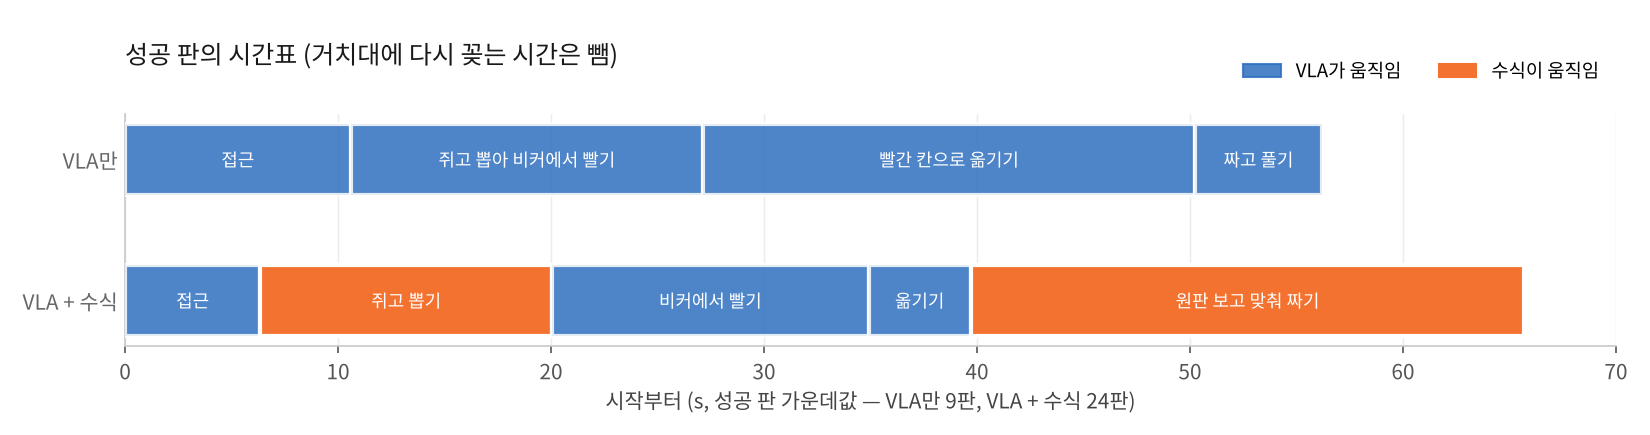 성공 판의 시간표 (거치대에 다시 꽂는 시간은 뺌)
VLA가 움직임 수식이 움직임
VLA만 접근 쥐고 뽑아 비커에서 빨기 빨간 칸으로 옮기기 짜고 풀기
VLA + 수식 접근 쥐고 뽑기 비커에서 빨기 옮기기 원판 보고 맞춰 짜기
0 10 20 30 40 50 60 70
시작부터 (s, 성공 판 가운데값 — VLA만 9판, VLA + 수식 24판)